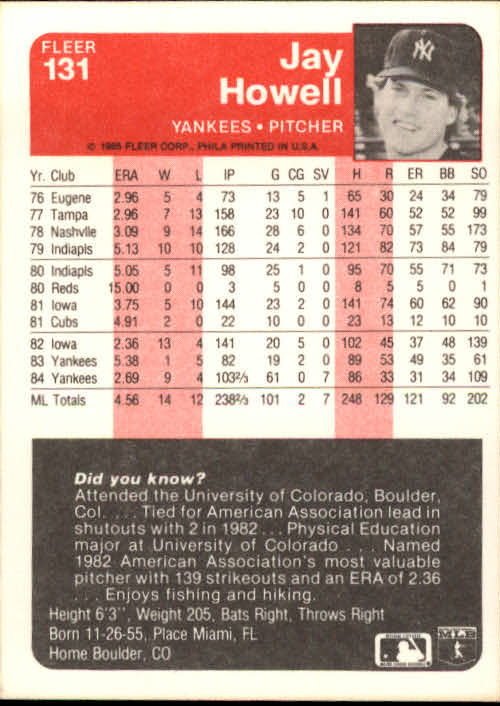 FLEER
131
Jay
Howell
YANKEES • PITCHER
© 1985 FLEER CORP., PHILA PRINTED IN U.S.A.
NY
Yr. Club ERA W L IP G CG SV H R ER BB SO
76 Eugene 2.96 5 4 73 13 5 1 65 30 24 34 79
77 Tampa 2.96 7 13 158 23 10 0 141 60 52 52 99
78 Nashville 3.09 9 14 166 28 6 0 134 70 57 55 173
79 Indiapls 5.13 10 10 128 24 2 0 121 82 73 84 79
80 Indiapls 5.05 5 11 98 25 1 0 95 70 55 71 73
80 Reds 15.00 0 0 3 5 0 0 8 5 5 0 1
81 Iowa 3.75 5 10 144 23 2 0 141 74 60 62 90
81 Cubs 4.91 2 0 22 10 0 0 23 13 12 10 10
82 Iowa 2.36 13 4 141 20 5 0 102 45 37 48 139
83 Yankees 5.38 1 5 82 19 2 0 89 53 49 35 61
84 Yankees 2.69 9 4 102⅔ 61 0 7 86 33 31 34 109
ML Totals 4.56 14 12 238⅔ 101 2 7 248 129 121 92 202
Did you know?
Attended the University of Colorado, Boulder,
Col. . . . Tied for American Association lead in
shutouts with 2 in 1982 . . . Physical Education
major at University of Colorado . . . Named
1982 American Association's most valuable
pitcher with 139 strikeouts and an ERA of 2.36
. . . Enjoys fishing and hiking.
Height 6'3'', Weight 205, Bats Right, Throws Right
Born 11-26-55, Place Miami, FL
Home Boulder, CO
MLB